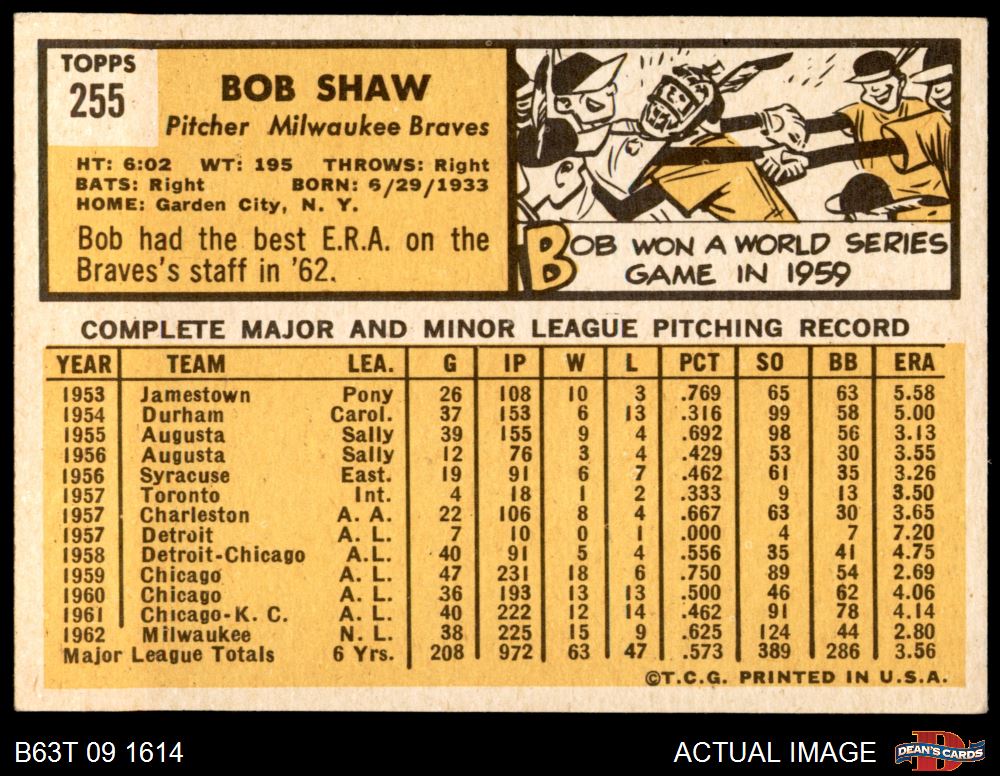 TOPPS
255
BOB SHAW
Pitcher Milwaukee Braves
HT: 6:02 WT: 195 THROWS: Right
BATS: Right BORN: 6/29/1933
HOME: Garden City, N. Y.
Bob had the best E.R.A. on the
Braves's staff in '62.
BOB WON A WORLD SERIES
GAME IN 1959
COMPLETE MAJOR AND MINOR LEAGUE PITCHING RECORD
YEAR TEAM LEA. G IP W L PCT SO BB ERA
1953 Jamestown Pony 26 108 10 3 .769 65 63 5.58
1954 Durham Carol. 37 153 6 13 .316 99 58 5.00
1955 Augusta Sally 39 155 9 4 .692 98 56 3.13
1956 Augusta Sally 12 76 3 4 .429 53 30 3.55
1956 Syracuse East. 19 91 6 7 .462 61 35 3.26
1957 Toronto Int. 4 18 1 2 .333 9 13 3.50
1957 Charleston A. A. 22 106 8 4 .667 63 30 3.65
1957 Detroit A. L. 7 10 0 1 .000 4 7 7.20
1958 Detroit-Chicago A.L. 40 91 5 4 .556 35 41 4.75
1959 Chicago A. L. 47 231 18 6 .750 89 54 2.69
1960 Chicago A. L. 36 193 13 13 .500 46 62 4.06
1961 Chicago-K. C. A. L. 40 222 12 14 .462 91 78 4.14
1962 Milwaukee N. L. 38 225 15 9 .625 124 44 2.80
Major League Totals 6 Yrs. 208 972 63 47 .573 389 286 3.56
©T.C.G. PRINTED IN U.S.A.
B63T 09 1614
ACTUAL IMAGE
DEAN'S CARDS